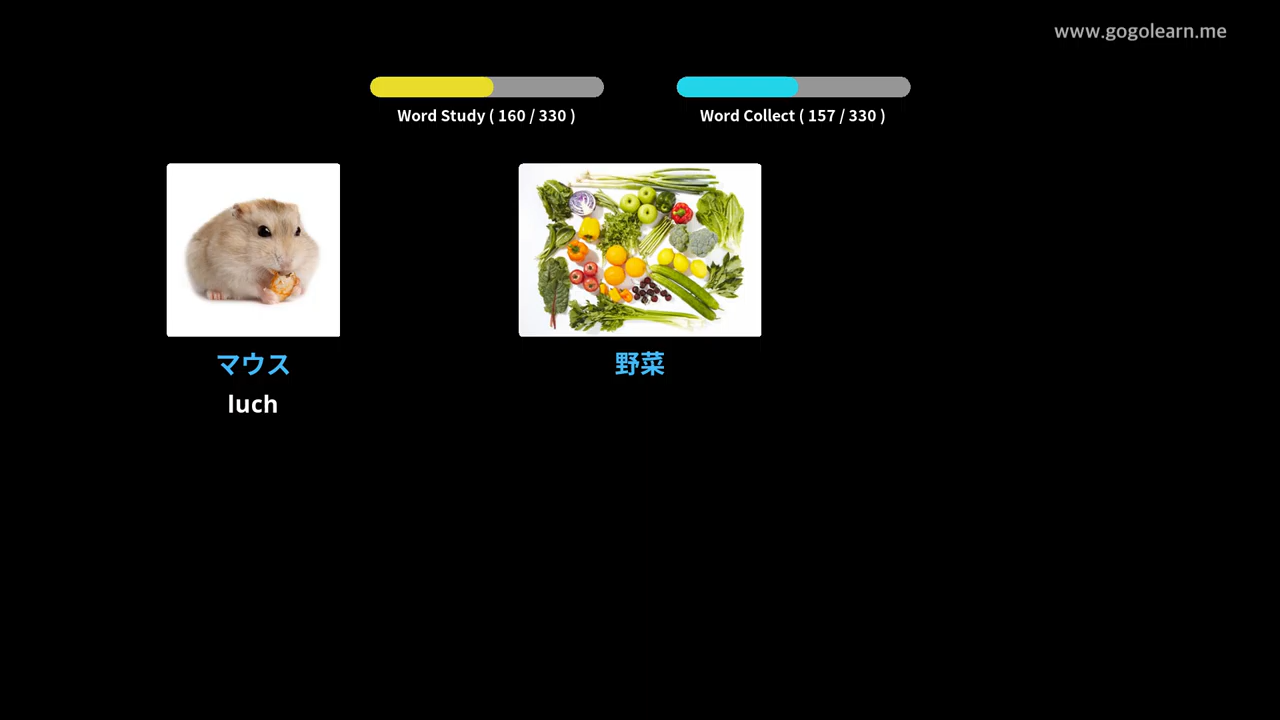 www.gogolearn.me
Word Study ( 160 / 330 )
Word Collect ( 157 / 330 )
マウス
野菜
luch